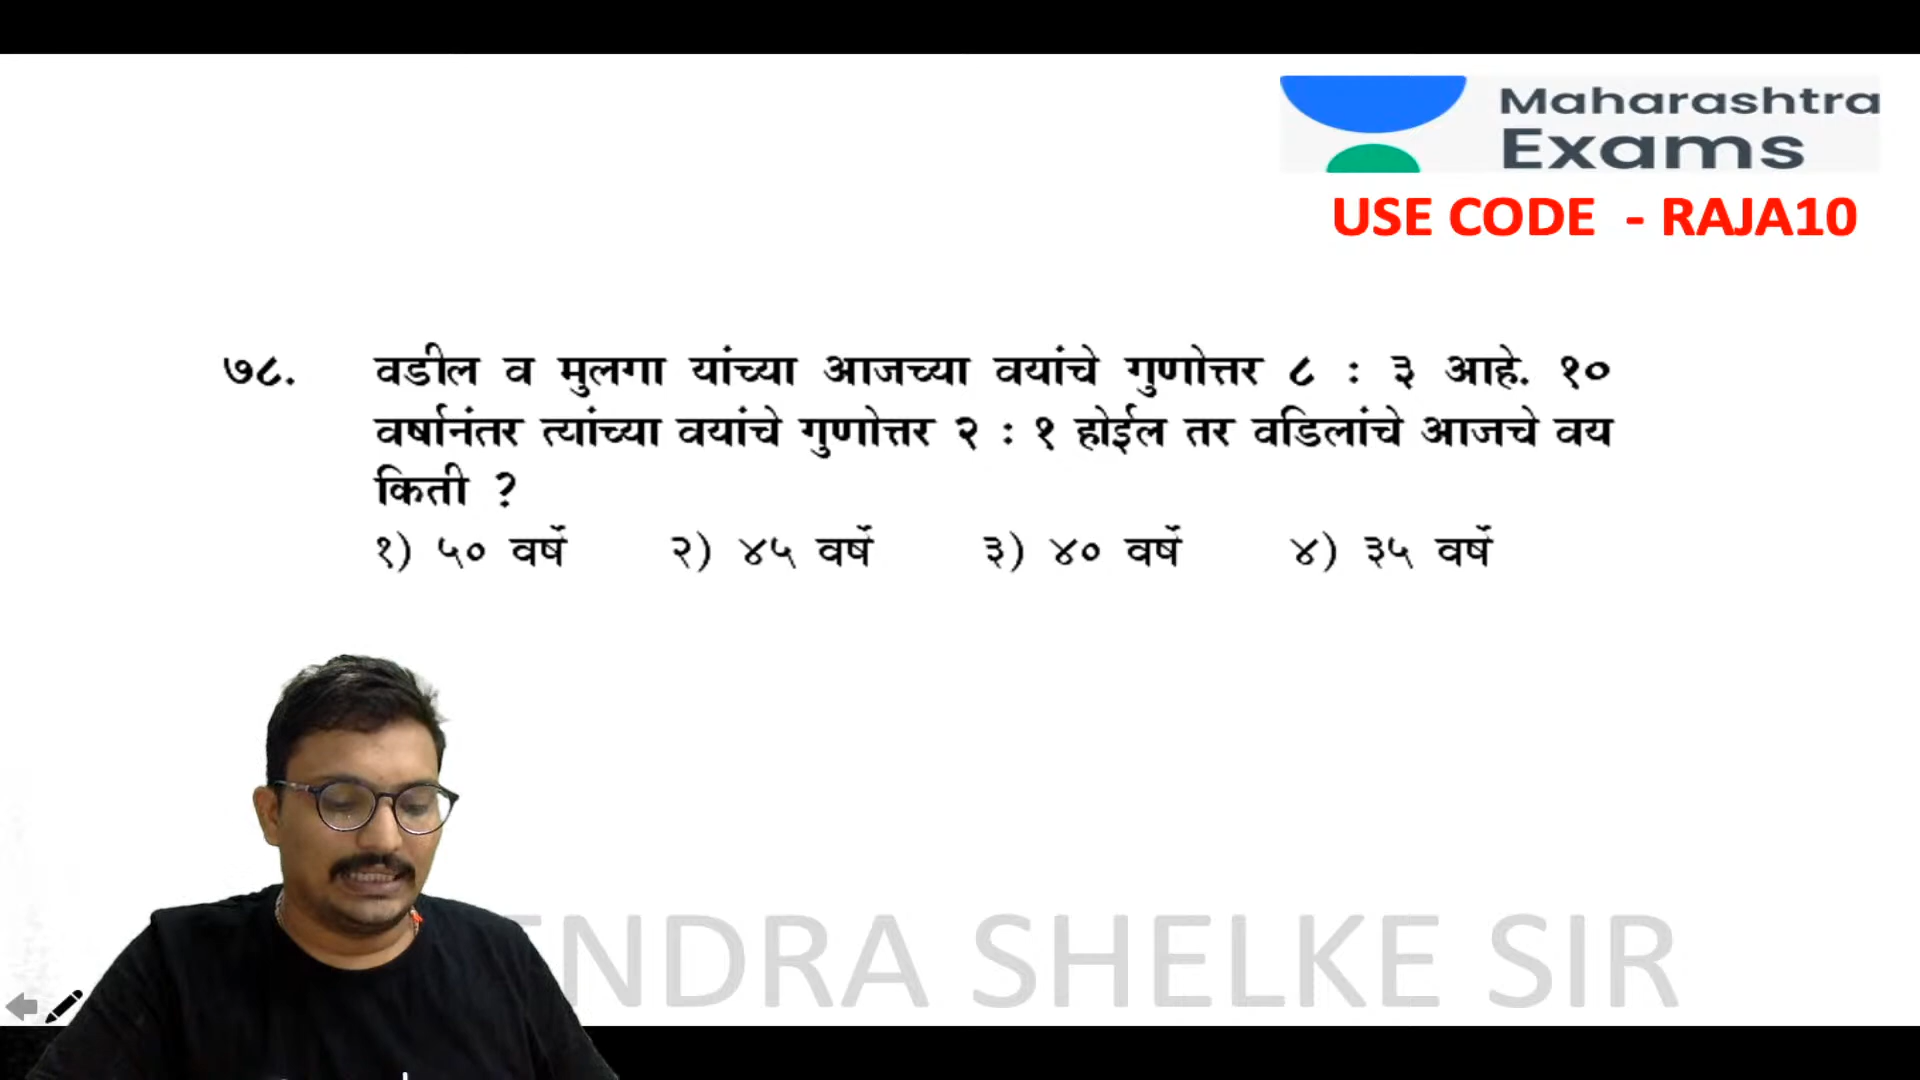 Maharashtra
Exams
USE CODE - RAJA10
७८. वडील व मुलगा यांच्या आजच्या वयांचे गुणोत्तर ८ : ३ आहे. १०
वर्षानंतर त्यांच्या वयांचे गुणोत्तर २ : १ होईल तर वडिलांचे आजचे वय
किती ?
१) ५० वर्षे २) ४५ वर्षे ३) ४० वर्षे ४) ३५ वर्षे
ENDRA SHELKE SIR